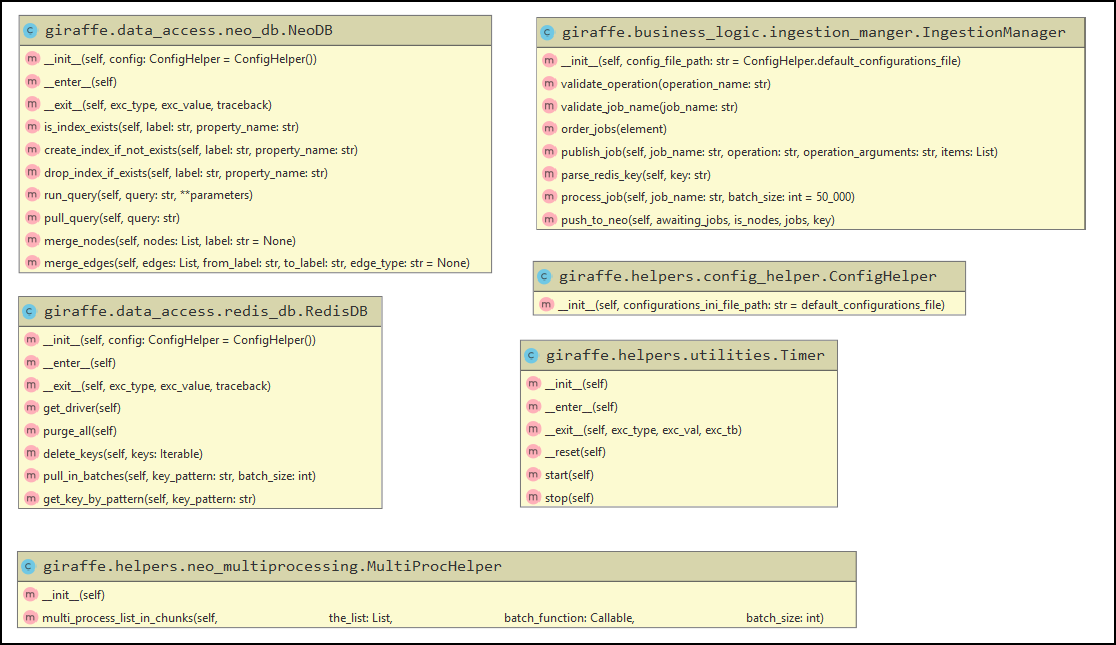 giraffe.data_access.neo_db.NeoDB
__init__(self, config: ConfigHelper = ConfigHelper())
__enter__(self)
__exit__(self, exc_type, exc_value, traceback)
is_index_exists(self, label: str, property_name: str)
create_index_if_not_exists(self, label: str, property_name: str)
drop_index_if_exists(self, label: str, property_name: str)
run_query(self, query: str, **parameters)
pull_query(self, query: str)
merge_nodes(self, nodes: List, label: str = None)
merge_edges(self, edges: List, from_label: str, to_label: str, edge_type: str = None)
giraffe.data_access.redis_db.RedisDB
__init__(self, config: ConfigHelper = ConfigHelper())
__enter__(self)
__exit__(self, exc_type, exc_value, traceback)
get_driver(self)
purge_all(self)
delete_keys(self, keys: Iterable)
pull_in_batches(self, key_pattern: str, batch_size: int)
get_key_by_pattern(self, key_pattern: str)
giraffe.business_logic.ingestion_manger.IngestionManager
__init__(self, config_file_path: str = ConfigHelper.default_configurations_file)
validate_operation(operation_name: str)
validate_job_name(job_name: str)
order_jobs(element)
publish_job(self, job_name: str, operation: str, operation_arguments: str, items: List)
parse_redis_key(self, key: str)
process_job(self, job_name: str, batch_size: int = 50_000)
push_to_neo(self, awaiting_jobs, is_nodes, jobs, key)
giraffe.helpers.config_helper.ConfigHelper
__init__(self, configurations_ini_file_path: str = default_configurations_file)
giraffe.helpers.utilities.Timer
__init__(self)
__enter__(self)
__exit__(self, exc_type, exc_val, exc_tb)
__reset(self)
start(self)
stop(self)
giraffe.helpers.neo_multiprocessing.MultiProcHelper
__init__(self)
multi_process_list_in_chunks(self, the_list: List, batch_function: Callable, batch_size: int)